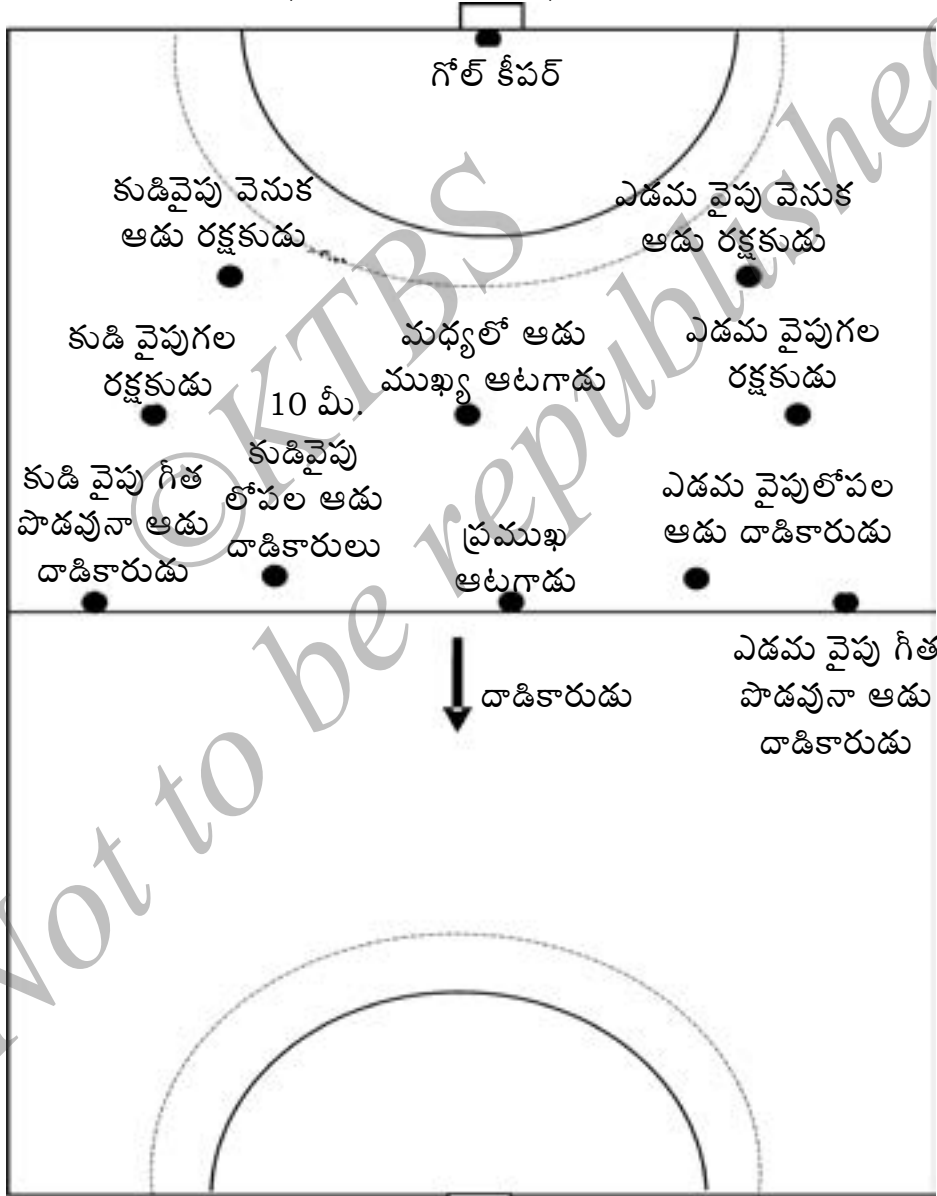 గోల్ కీపర్
కుడివైపు వెనుక
ఆడు రక్షకుడు
ఎడమ వైపు వెనుక
ఆడు రక్షకుడు
కుడి వైపుగల
రక్షకుడు
మధ్యలో ఆడు
ముఖ్య ఆటగాడు
ఎడమ వైపుగల
రక్షకుడు
10 మీ.
కుడి వైపు గీత
పొడవునా ఆడు
దాడికారుడు
కుడివైపు
లోపల ఆడు
దాడికారులు
ప్రముఖ
ఆటగాడు
ఎడమ వైపులోపల
ఆడు దాడికారుడు
దాడికారుడు
ఎడమ వైపు గీత
పొడవునా ఆడు
దాడికారుడు
©KTBS
Not to be republished